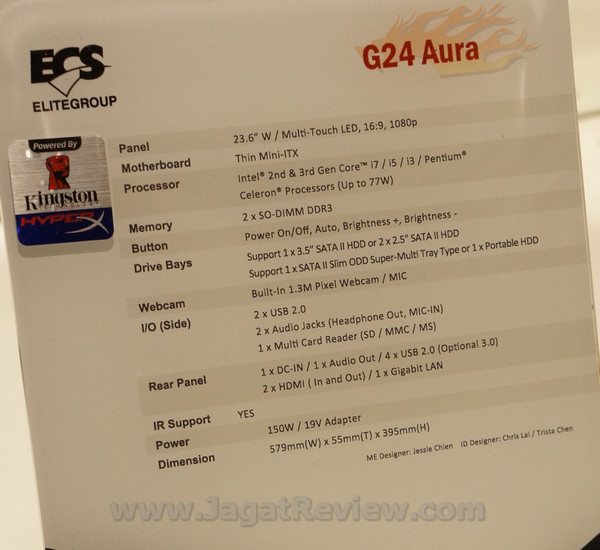 ECS
ELITEGROUP
G24 Aura
Powered By
Kingston
TECHNOLOGY
HYPERX
Panel 23.6" W / Multi-Touch LED, 16:9, 1080p
Motherboard Thin Mini-ITX
Processor Intel® 2nd & 3rd Gen Core™ i7 / i5 / i3 / Pentium®
Celeron® Processors (Up to 77W)
Memory 2 x SO-DIMM DDR3
Button Power On/Off, Auto, Brightness +, Brightness -
Drive Bays Support 1 x 3.5" SATA II HDD or 2 x 2.5" SATA II HDD
Support 1 x SATA II Slim ODD Super-Multi Tray Type or 1 x Portable HDD
Webcam Built-In 1.3M Pixel Webcam / MIC
I/O (Side) 2 x USB 2.0
2 x Audio Jacks (Headphone Out, MIC-IN)
1 x Multi Card Reader (SD / MMC / MS)
Rear Panel 1 x DC-IN / 1 x Audio Out / 4 x USB 2.0 (Optional 3.0)
2 x HDMI ( In and Out) / 1 x Gigabit LAN
IR Support YES
Power 150W / 19V Adapter
Dimension 579mm(W) x 55mm(T) x 395mm(H)
ME Designer: Jessie Chien ID Designer: Chris Lai / Trista Chen
www.JagatReview.com